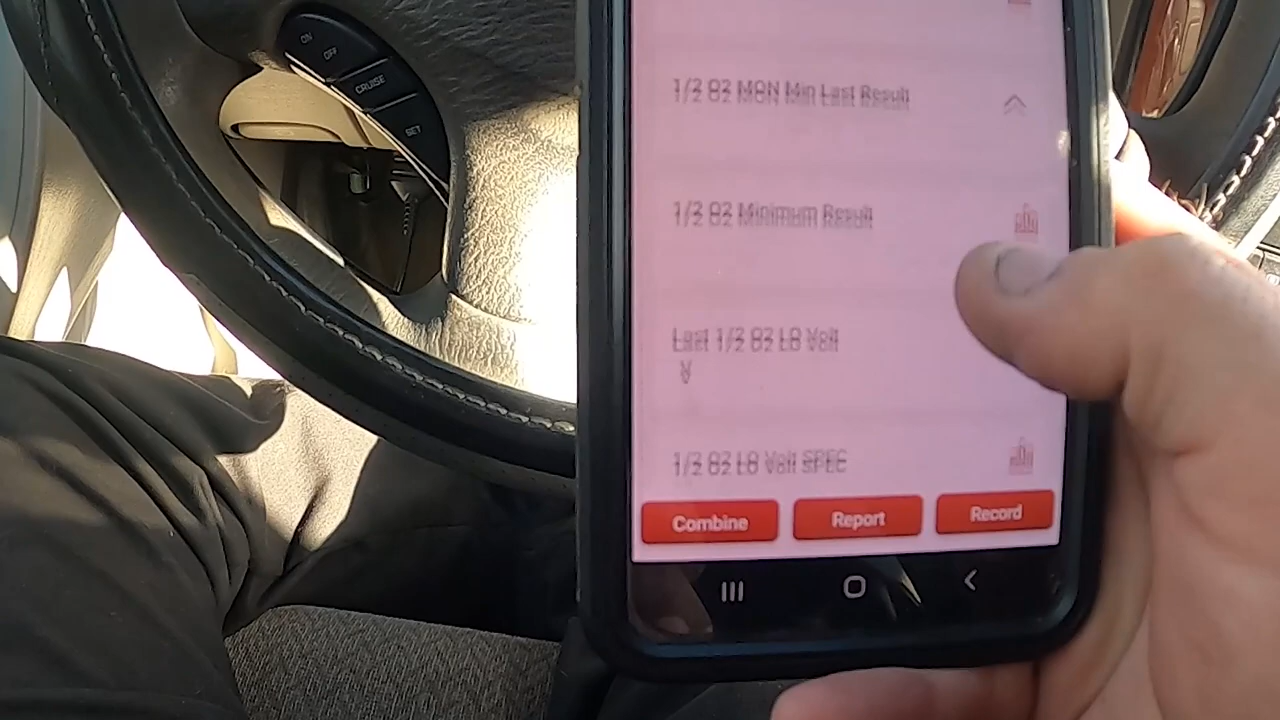 ON
OFF
CRUISE
SET
1/2 O2 MON Min Last Result
1/2 O2 Minimum Result
Last 1/2 O2 LO Volt
V
1/2 O2 LO Volt SPEC
Combine
Report
Record